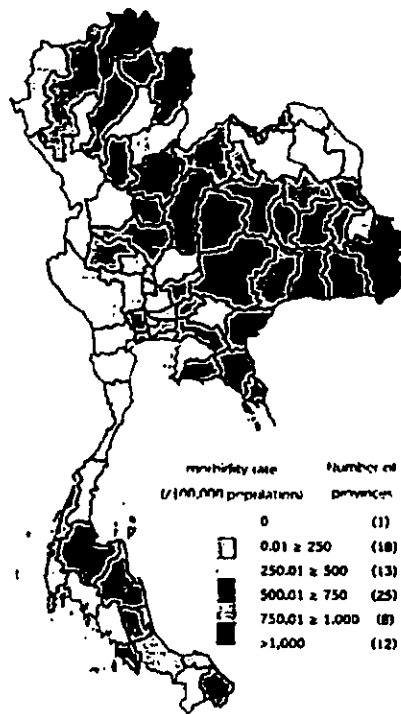 morbidity rate Number of
(/100,000 population) provinces
0 (1)
0.01 ≥ 250 (18)
250.01 ≥ 500 (13)
500.01 ≥ 750 (25)
750.01 ≥ 1.000 (8)
>1,000 (12)